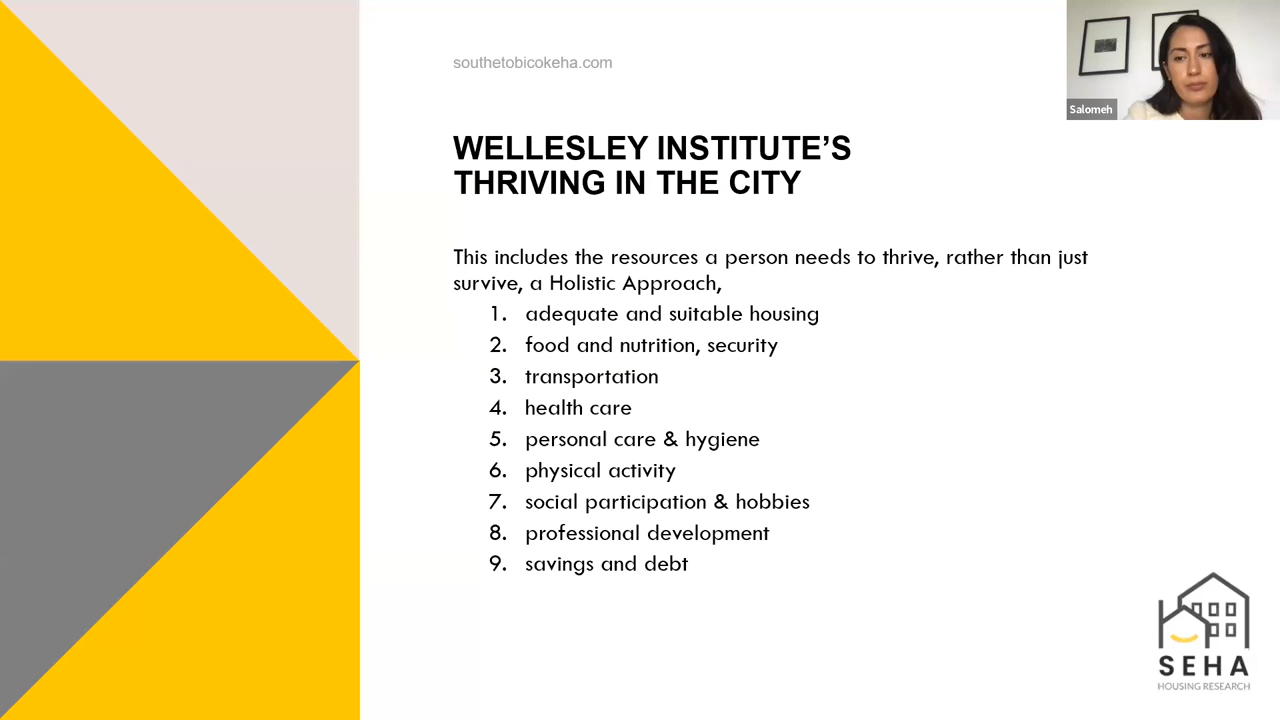 southetobicokeha.com
Salomeh
WELLESLEY INSTITUTE’S
THRIVING IN THE CITY
This includes the resources a person needs to thrive, rather than just
survive, a Holistic Approach,
1. adequate and suitable housing
2. food and nutrition, security
3. transportation
4. health care
5. personal care & hygiene
6. physical activity
7. social participation & hobbies
8. professional development
9. savings and debt
SEHA
HOUSING RESEARCH